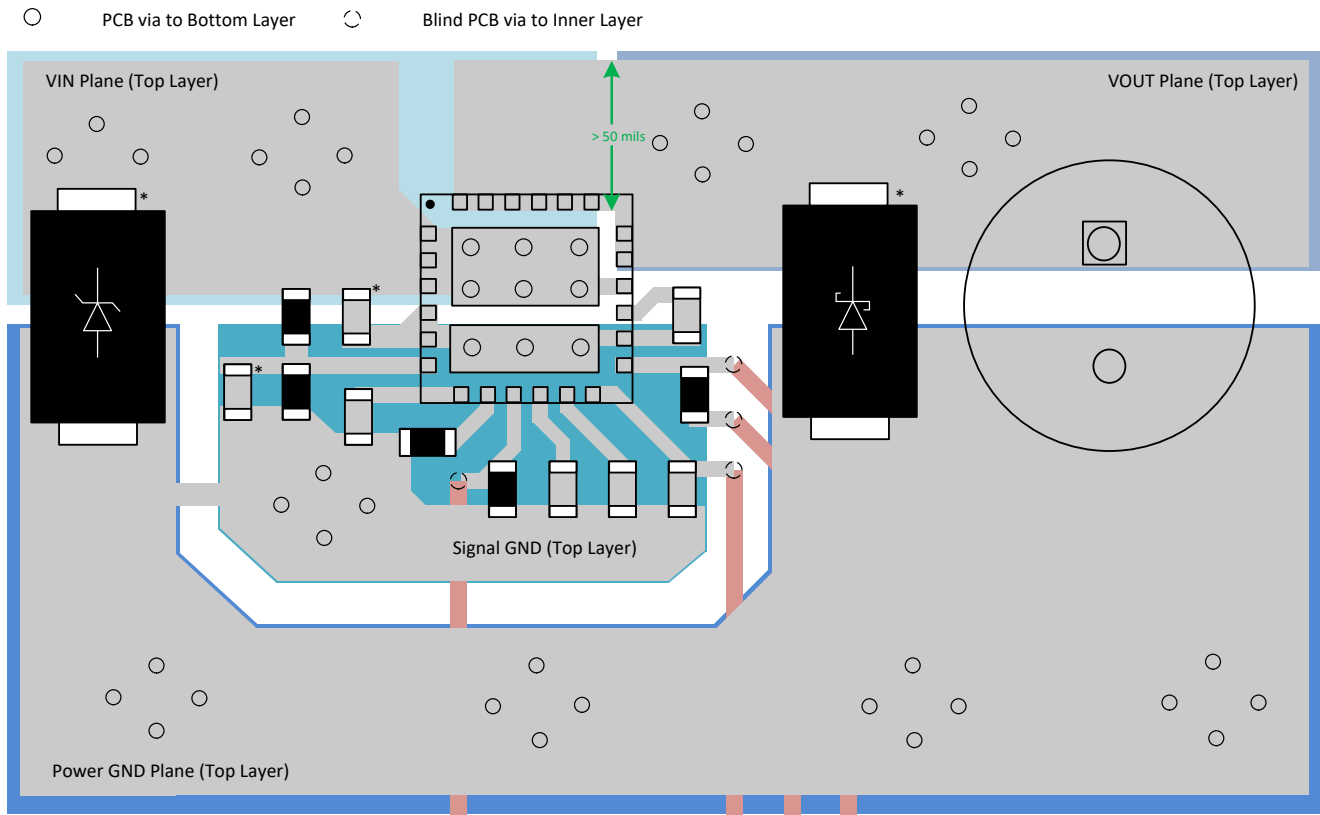 PCB via to Bottom Layer
Blind PCB via to Inner Layer
VIN Plane (Top Layer)
VOUT Plane (Top Layer)
> 50 mils
*
*
*
*
Signal GND (Top Layer)
Power GND Plane (Top Layer)